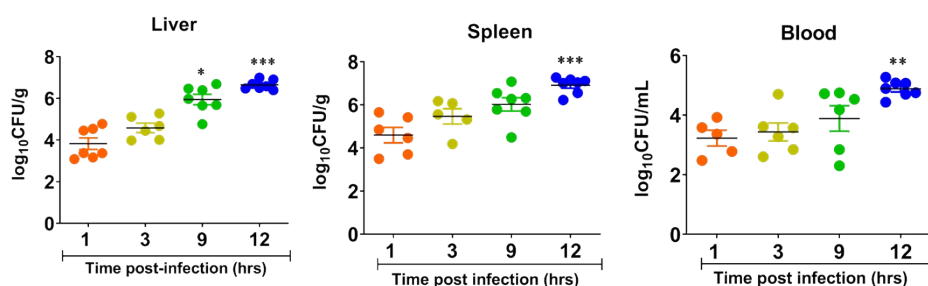 Liver
log10CFU/g
8
6
4
2
0
*
***
1 3 9 12
Time post-infection (hrs)
Spleen
log10CFU/g
8
6
4
2
0
***
1 3 9 12
Time post infection (hrs)
Blood
log10CFU/mL
6
4
2
0
**
1 3 9 12
Time post infection (hrs)